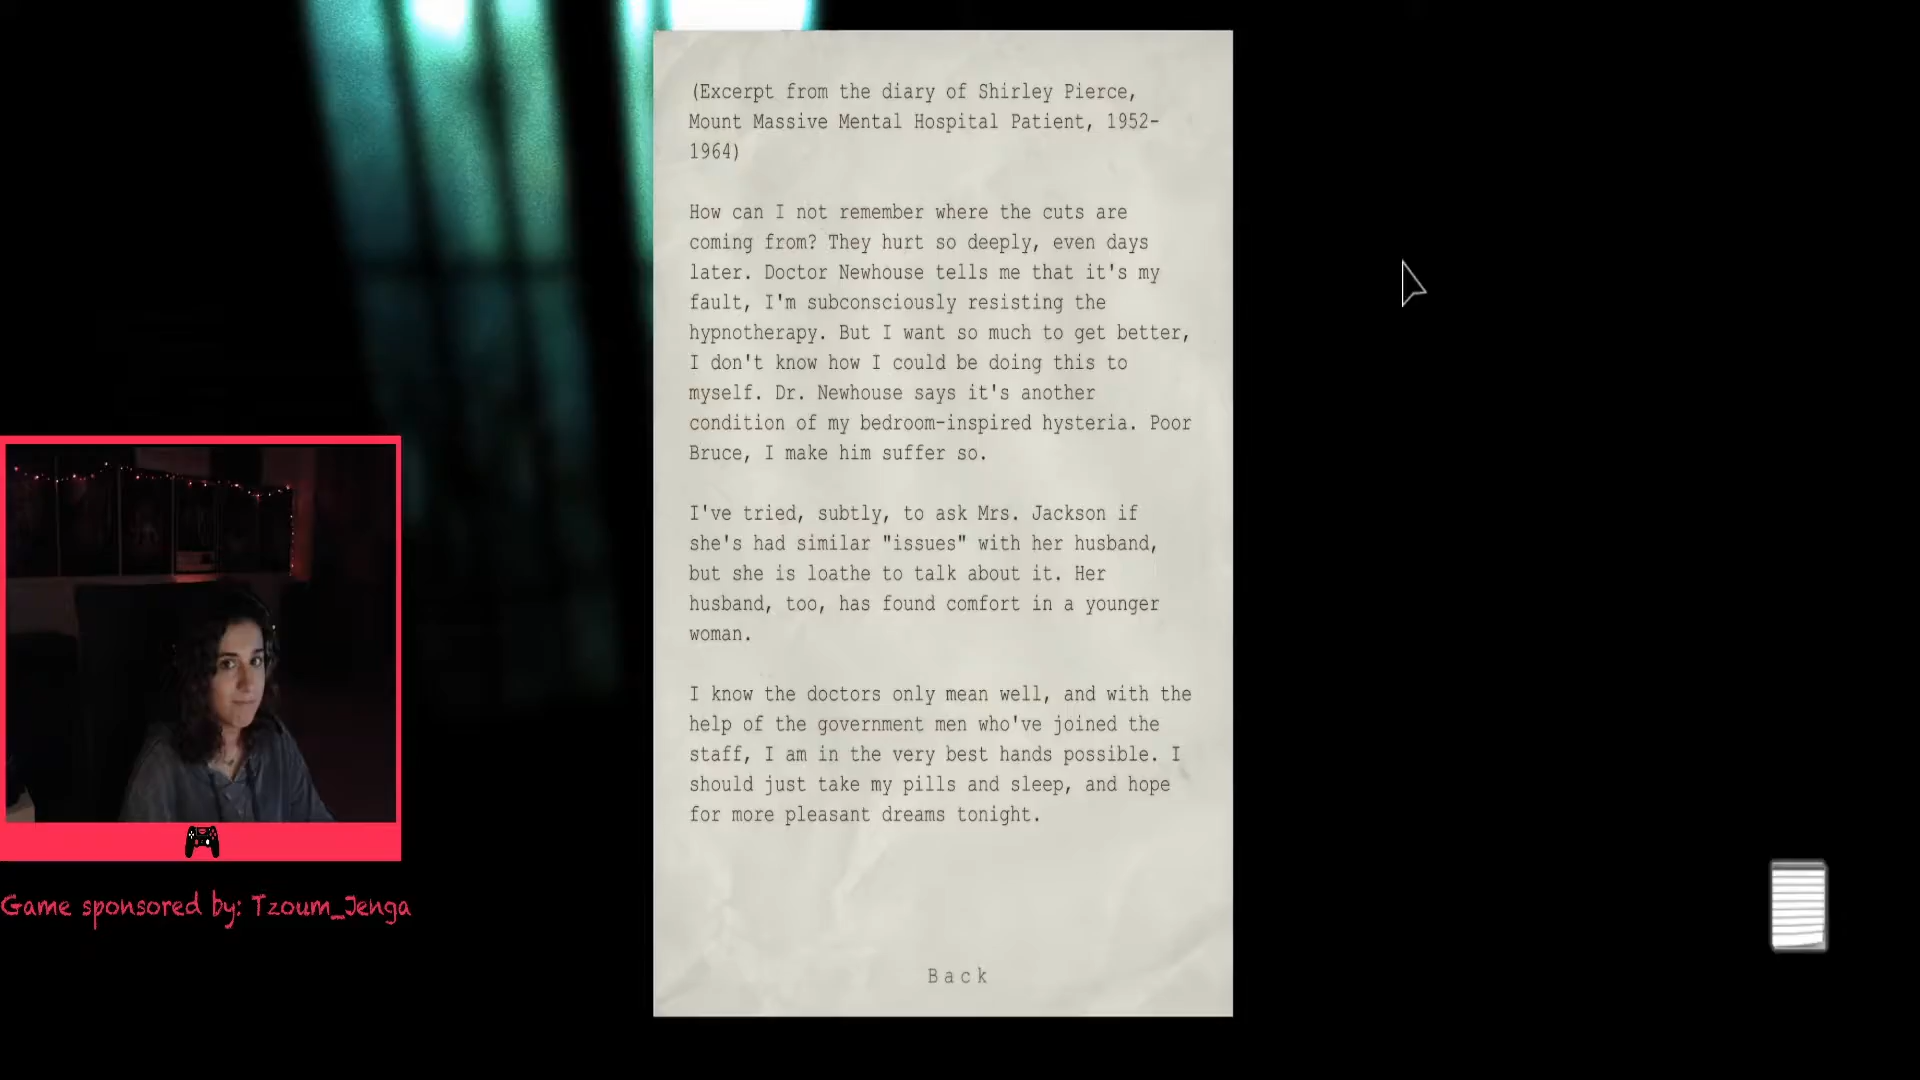 (Excerpt from the diary of Shirley Pierce,
Mount Massive Mental Hospital Patient, 1952-
1964)
How can I not remember where the cuts are
coming from? They hurt so deeply, even days
later. Doctor Newhouse tells me that it's my
fault, I'm subconsciously resisting the
hypnotherapy. But I want so much to get better,
I don't know how I could be doing this to
myself. Dr. Newhouse says it's another
condition of my bedroom-inspired hysteria. Poor
Bruce, I make him suffer so.
I've tried, subtly, to ask Mrs. Jackson if
she's had similar "issues" with her husband,
but she is loathe to talk about it. Her
husband, too, has found comfort in a younger
woman.
I know the doctors only mean well, and with the
help of the government men who've joined the
staff, I am in the very best hands possible. I
should just take my pills and sleep, and hope
for more pleasant dreams tonight.
Back
Game sponsored by: Tzoum_Jenga